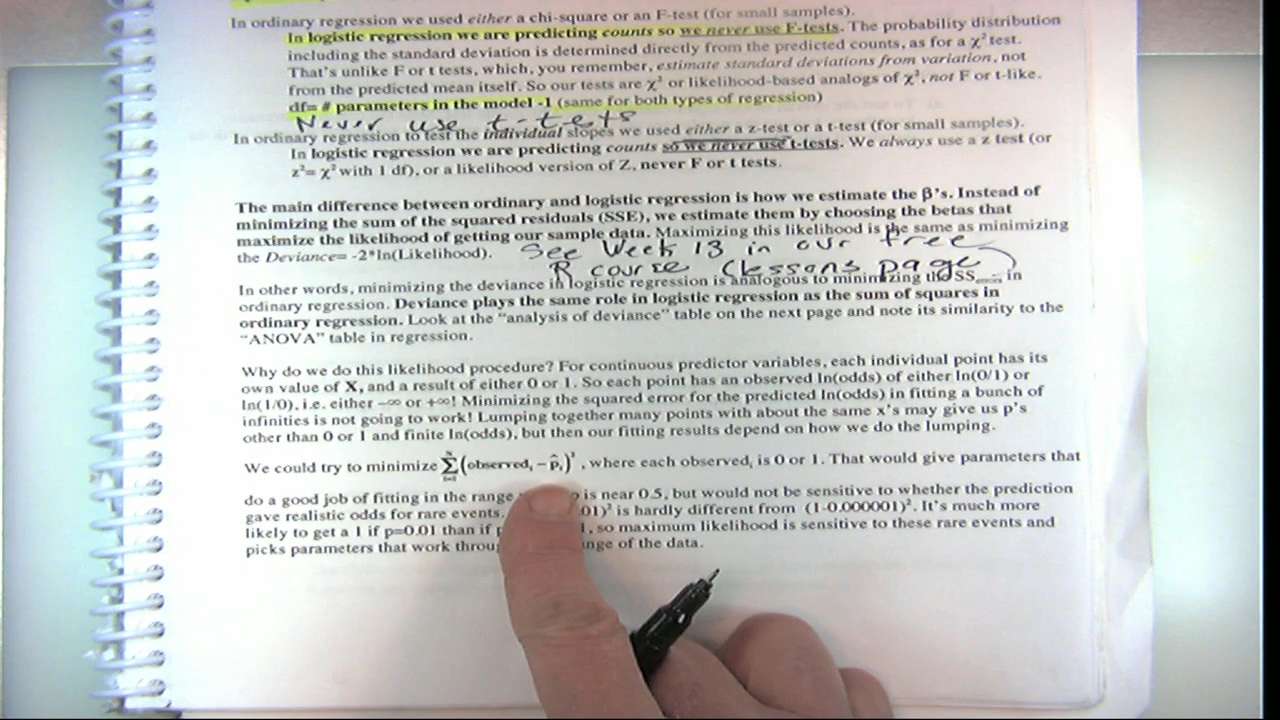 In ordinary regression we used either a chi-square or an F-test (for small samples).
In logistic regression we are predicting counts so we never use F-tests. The probability distribution
including the standard deviation is determined directly from the predicted counts, as for a χ² test.
That's unlike F or t tests, which, you remember, estimate standard deviations from variation, not
from the predicted mean itself. So our tests are χ² or likelihood-based analogs of χ², not F or t-like.
df= # parameters in the model -1 (same for both types of regression)
Never use t-tests
In ordinary regression to test the individual slopes we used either a z-test or a t-test (for small samples).
In logistic regression we are predicting counts so we never use t-tests. We always use a z test (or
z²= χ² with 1 df), or a likelihood version of Z, never F or t tests.
The main difference between ordinary and logistic regression is how we estimate the β's. Instead of
minimizing the sum of the squared residuals (SSE), we estimate them by choosing the betas that
maximize the likelihood of getting our sample data. Maximizing this likelihood is the same as minimizing
the Deviance= -2*ln(Likelihood). See Week 13 in our free
R course (lessons page)
In other words, minimizing the deviance in logistic regression is analogous to minimizing the SS in
ordinary regression. Deviance plays the same role in logistic regression as the sum of squares in
ordinary regression. Look at the "analysis of deviance" table on the next page and note its similarity to the
"ANOVA" table in regression.
Why do we do this likelihood procedure? For continuous predictor variables, each individual point has its
own value of X, and a result of either 0 or 1. So each point has an observed ln(odds) of either ln(0/1) or
ln(1/0), i.e. either −∞ or +∞! Minimizing the squared error for the predicted ln(odds) in fitting a bunch of
infinities is not going to work! Lumping together many points with about the same x's may give us p's
other than 0 or 1 and finite ln(odds), but then our fitting results depend on how we do the lumping.
We could try to minimize ∑(observedᵢ − p̂ᵢ)², where each observedᵢ is 0 or 1. That would give parameters that
do a good job of fitting in the range is near 0.5, but would not be sensitive to whether the prediction
gave realistic odds for rare events. 01)² is hardly different from (1-0.000001)². It's much more
likely to get a 1 if p=0.01 than if p 1, so maximum likelihood is sensitive to these rare events and
picks parameters that work of the data.